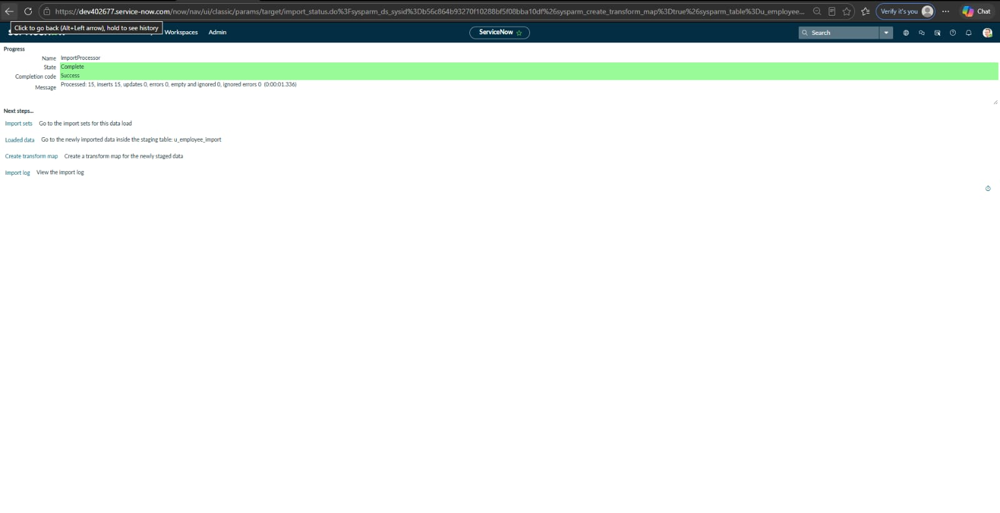 https://dev402677.service-now.com/now/nav/ui/classic/params/target/import_status.do%3Fsysparm_ds_sysid%3Db56c864b93270f10288bf5f08bba10df%26sysparm_create_transform_map%3Dtrue%26sysparm_table%3Du_employee... Verify it's you Chat
Click to go back (Alt+Left arrow), hold to see history
Workspaces Admin ServiceNow Search
Progress
Name ImportProcessor
State Complete
Completion code Success
Message Processed: 15, inserts 15, updates 0, errors 0, empty and ignored 0, ignored errors 0 (0:00:01.336)
Next steps...
Import sets Go to the import sets for this data load
Loaded data Go to the newly imported data inside the staging table: u_employee_import
Create transform map Create a transform map for the newly staged data
Import log View the import log